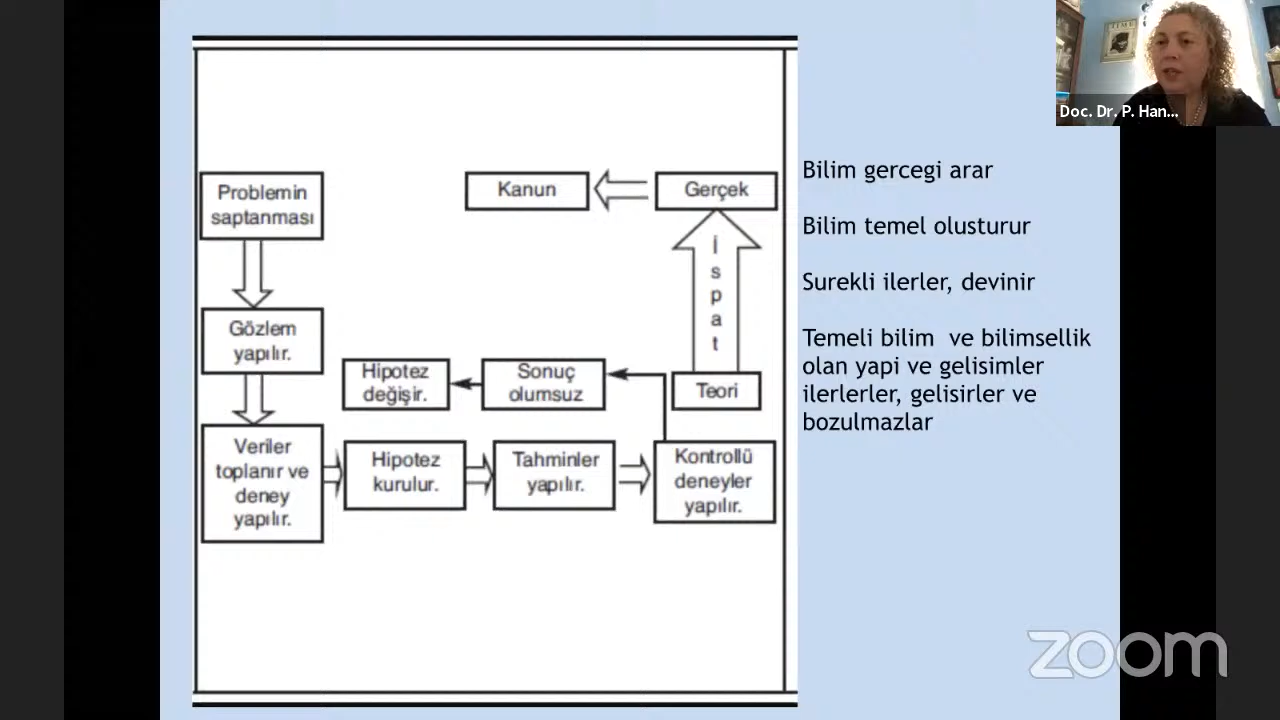 Problemin
saptanması
Gözlem
yapılır.
Veriler
toplanır ve
deney
yapılır.
Hipotez
kurulur.
Tahminler
yapılır.
Kontrollü
deneyler
yapılır.
Sonuç
olumsuz
Hipotez
değişir.
Teori
İspat
Gerçek
Kanun
Bilim gercegi arar
Bilim temel olusturur
Surekli ilerler, devinir
Temeli bilim ve bilimsellik
olan yapi ve gelisimler
ilerlerler, gelisirler ve
bozulmazlar
TIME
Doc. Dr. P. Han...
zoom